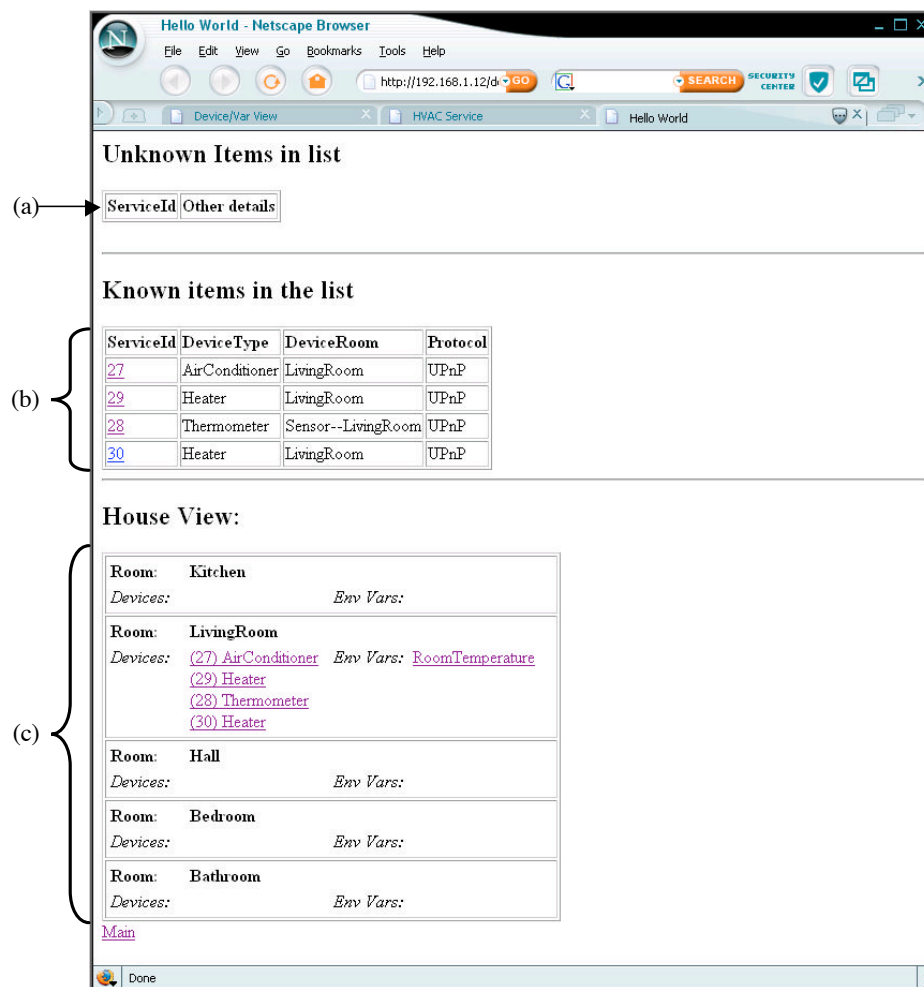 Hello World - Netscape Browser
File Edit View Go Bookmarks Tools Help
http://192.168.1.12/d GO SEARCH SECURITY CENTER
Device/Var View HVAC Service Hello World
Unknown Items in list
(a)
ServiceId Other details
Known items in the list
(b)
ServiceId DeviceType DeviceRoom Protocol
27 AirConditioner LivingRoom UPnP
29 Heater LivingRoom UPnP
28 Thermometer Sensor--LivingRoom UPnP
30 Heater LivingRoom UPnP
House View:
(c)
Room: Kitchen
Devices: Env Vars:
Room: LivingRoom
Devices: (27) AirConditioner Env Vars: RoomTemperature
(29) Heater
(28) Thermometer
(30) Heater
Room: Hall
Devices: Env Vars:
Room: Bedroom
Devices: Env Vars:
Room: Bathroom
Devices: Env Vars:
Main
Done